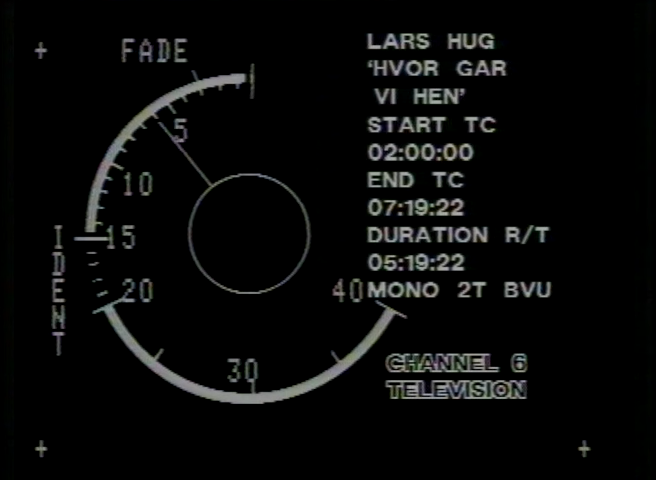 FADE
5
10
15
20
30
40
IDENT
LARS HUG
'HVOR GAR
VI HEN'
START TC
02:00:00
END TC
07:19:22
DURATION R/T
05:19:22
MONO 2T BVU
CHANNEL 6
TELEVISION